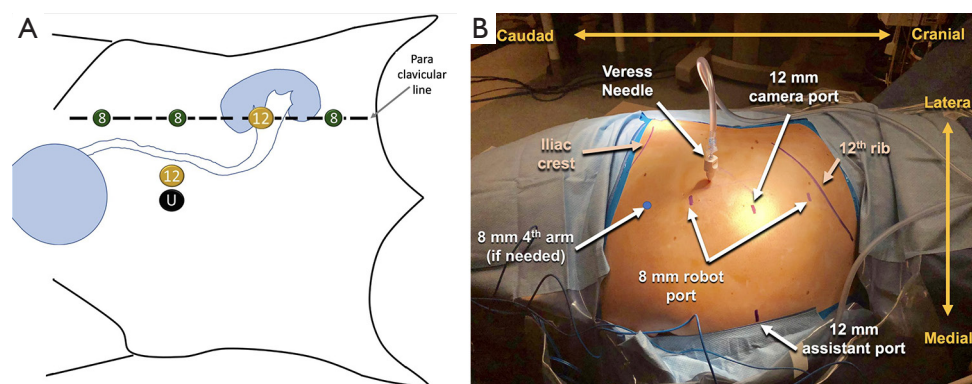 A
Para
clavicular
line
8
8
12
8
12
U
B
Caudad
Cranial
Veress
Needle
12 mm
camera port
Lateral
Iliac
crest
12th rib
8 mm 4th arm
(if needed)
8 mm robot
port
12 mm
assistant port
Medial